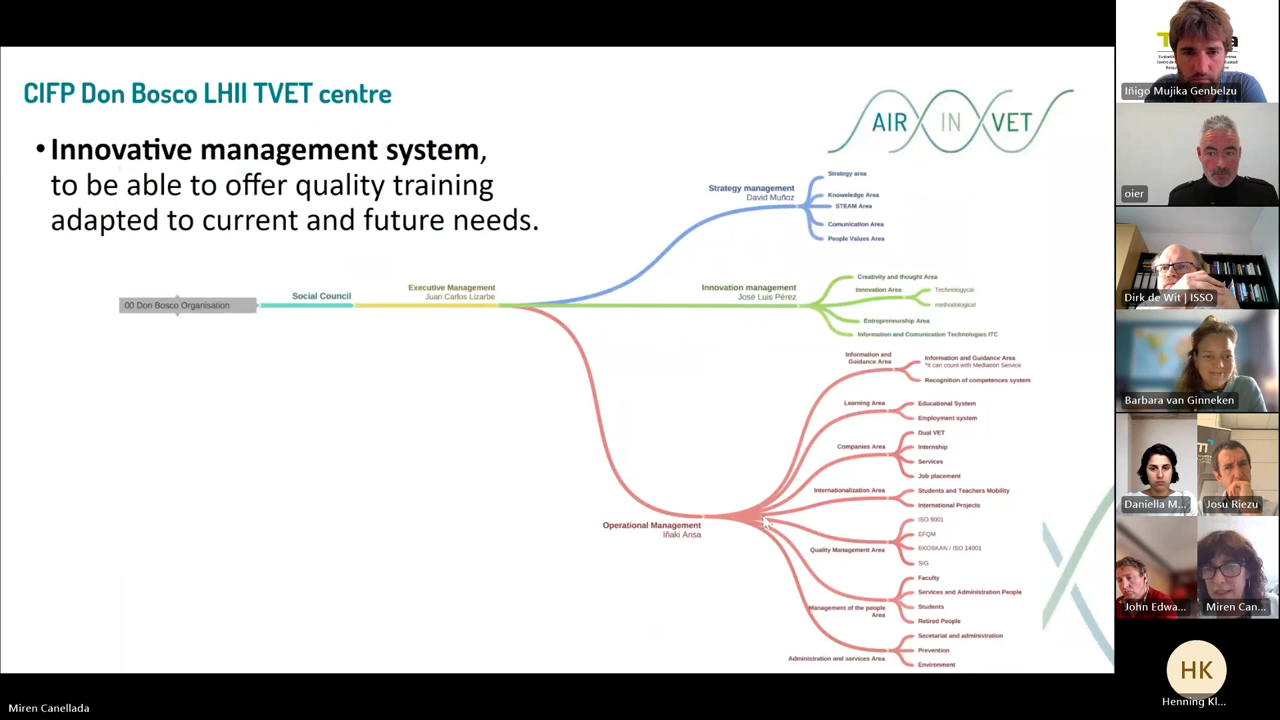 CIFP Don Bosco LHII TVET centre
AIR IN VET
• Innovative management system,
to be able to offer quality training
adapted to current and future needs.
00 Don Bosco Organisation
Social Council
Executive Management
Juan Carlos Lizarbe
Strategy management
David Muñoz
Strategy area
Knowledge Area
STEAM Area
Comunication Area
People Values Area
Innovation management
José Luis Pérez
Creativity and thought Area
Innovation Area
Technologycal
methodological
Entrepreneurship Area
Information and Comunication Technologies ITC
Operational Management
Iñaki Ansa
Information and
Guidance Area
Information and Guidance Area
*It can count with Mediation Service
Recognition of competences system
Learning Area
Educational System
Employment system
Companies Area
Dual VET
Internship
Services
Job placement
Internationalization Area
Students and Teachers Mobility
International Projects
Quality Management Area
ISO 9001
EFQM
EKOSKAN / ISO 14001
SIG
Management of the people
Area
Faculty
Services and Administration People
Students
Retired People
Administration and services Area
Secretariat and administration
Prevention
Environment
Iñigo Mujika Genbelzu
oier
Dirk de Wit | ISSO
Barbara van Ginneken
Daniella M...
Josu Riezu
John Edwa...
Miren Can...
HK
Henning Kl...
Miren Canellada